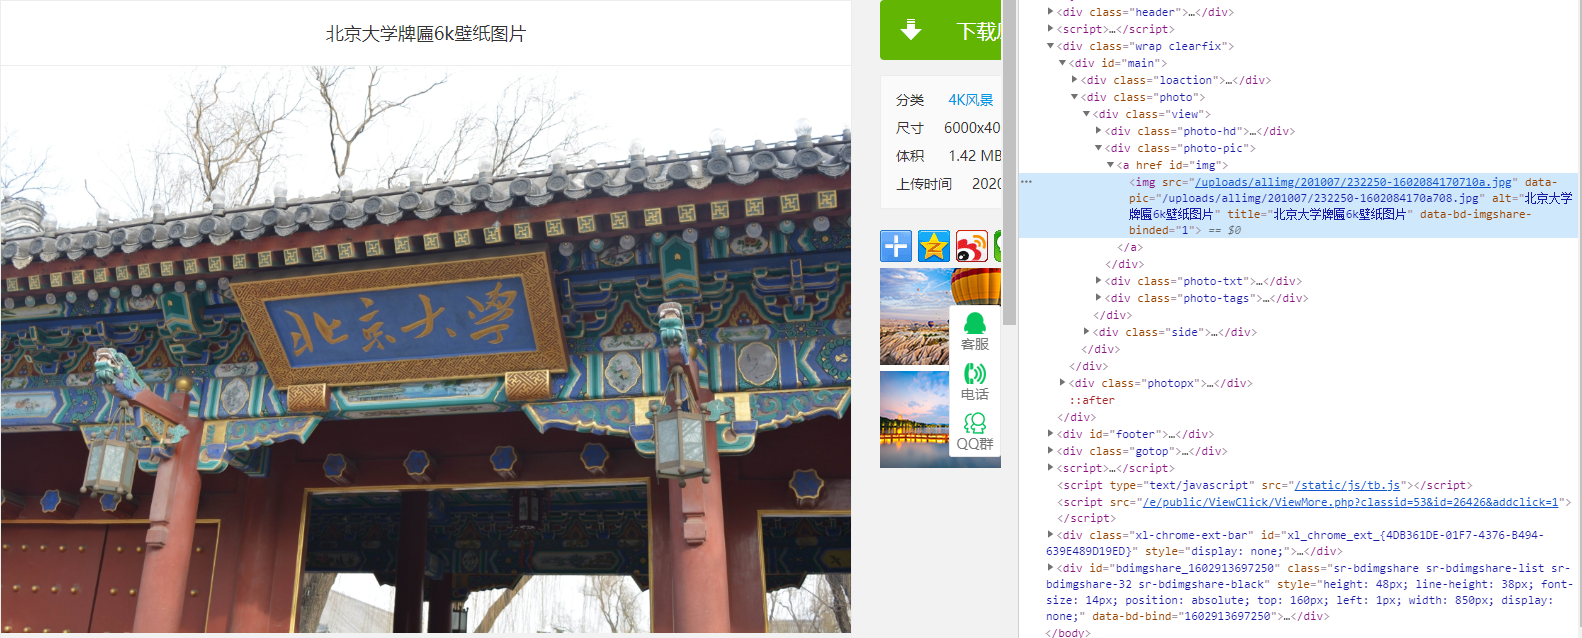 北京大学牌匾6k壁纸图片
北京大学
下载
分类 4K风景
尺寸 6000x40
体积 1.42 MB
上传时间 2020
客服
电话
QQ群
<div class="header">…</div>
<script>…</script>
<div class="wrap clearfix">
<div id="main">
<div class="loaction">…</div>
<div class="photo">
<div class="view">
<div class="photo-hd">…</div>
<div class="photo-pic">
<a href id="img">
<img src="/uploads/allimg/201007/232250-1602084170710a.jpg" data-
pic="/uploads/allimg/201007/232250-1602084170a708.jpg" alt="北京大学
牌匾6k壁纸图片" title="北京大学牌匾6k壁纸图片" data-bd-imgshare-
binded="1"> == $0
</a>
</div>
<div class="photo-txt">…</div>
<div class="photo-tags">…</div>
</div>
<div class="side">…</div>
</div>
</div>
<div class="photopx">…</div>
::after
</div>
<div id="footer">…</div>
<div class="gotop">…</div>
<script>…</script>
<script type="text/javascript" src="/static/js/tb.js"></script>
<script src="/e/public/ViewClick/ViewMore.php?classid=53&id=26426&addclick=1">
</script>
<div class="xl-chrome-ext-bar" id="xl_chrome_ext_{4DB361DE-01F7-4376-B494-
639E489D19ED}" style="display: none;">…</div>
<div id="bdimgshare_1602913697250" class="sr-bdimgshare sr-bdimgshare-list sr-
bdimgshare-32 sr-bdimgshare-black" style="height: 48px; line-height: 38px; font-
size: 14px; position: absolute; top: 160px; left: 1px; width: 850px; display:
none;" data-bd-bind="1602913697250">…</div>
</body>